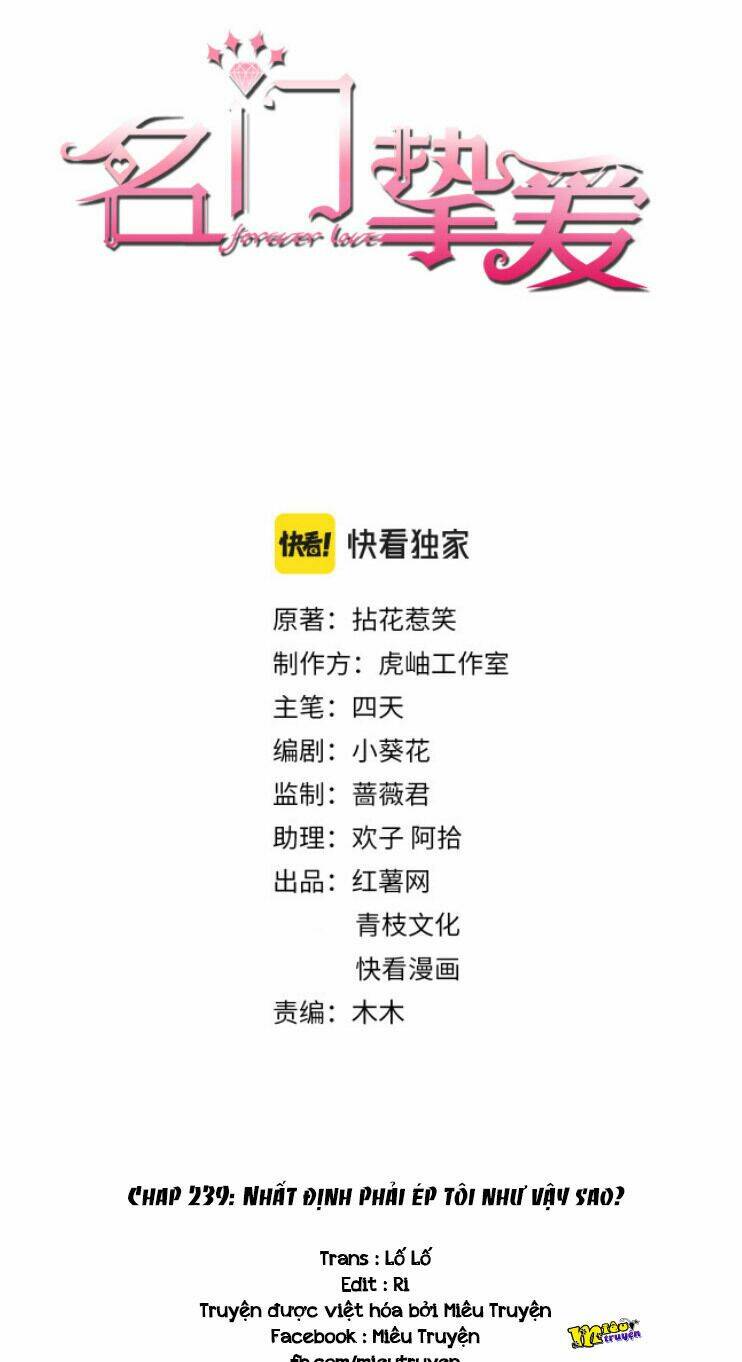 名门挚爱
forever love
快看! 快看独家
原著：拈花惹笑
制作方：虎岫工作室
主笔：四天
编剧：小葵花
监制：蔷薇君
助理：欢子 阿拾
出品：红薯网
青枝文化
快看漫画
责编：木木
CHAP 239: NHẤT ĐỊNH PHẢI ÉP TÔI NHƯ VẬY SAO?
Trans : Lố Lố
Edit : Ri
Truyện được việt hóa bởi Miêu Truyện
Facebook : Miêu Truyện
Miêu truyện
fb.com/mieutruyen